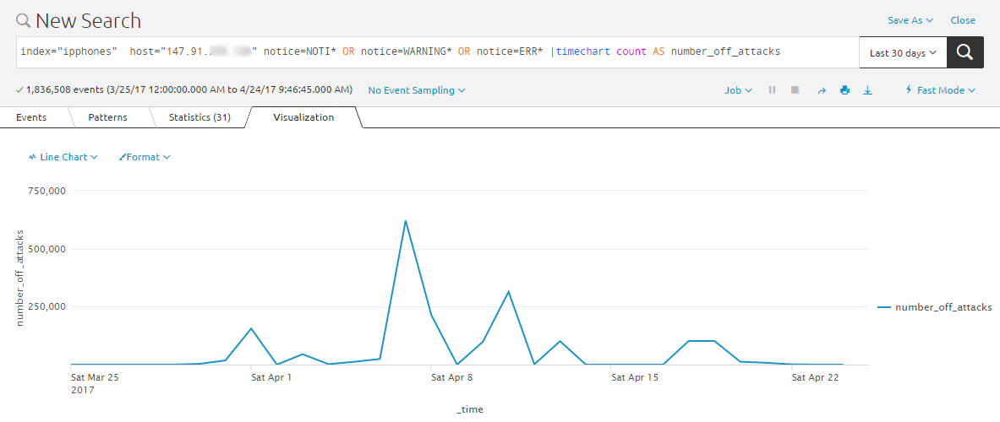 New Search
Save As
Close
index="ipphones" host="147.91. " notice=NOTI* OR notice=WARNING* OR notice=ERR* |timechart count AS number_off_attacks
Last 30 days
1,836,508 events (3/25/17 12:00:00.000 AM to 4/24/17 9:46:45.000 AM)
No Event Sampling
Job
Fast Mode
Events
Patterns
Statistics (31)
Visualization
Line Chart
Format
750,000
500,000
250,000
number_off_attacks
number_off_attacks
Sat Mar 25
2017
Sat Apr 1
Sat Apr 8
Sat Apr 15
Sat Apr 22
_time